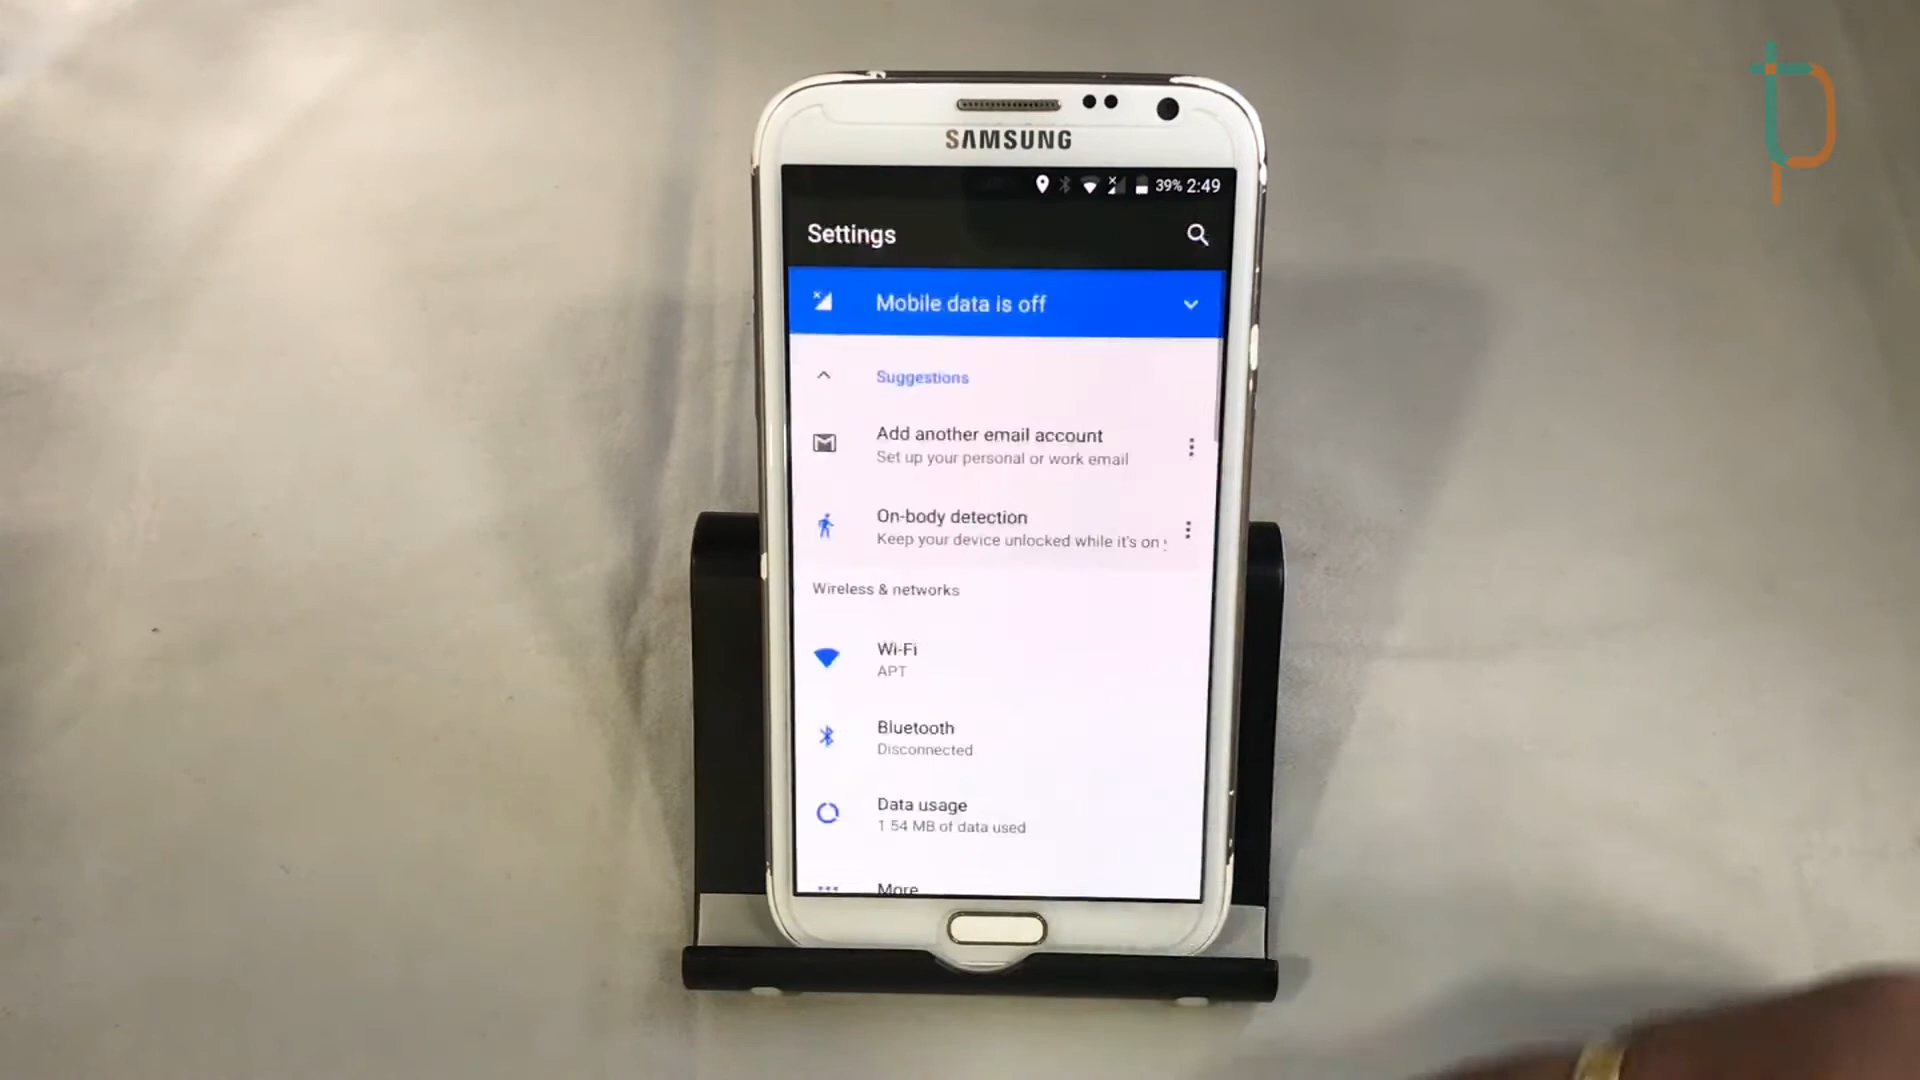 SAMSUNG
39% 2:49
Settings
Mobile data is off
Suggestions
Add another email account
Set up your personal or work email
On-body detection
Keep your device unlocked while it's on
Wireless & networks
Wi-Fi
APT
Bluetooth
Disconnected
Data usage
1 54 MB of data used
More